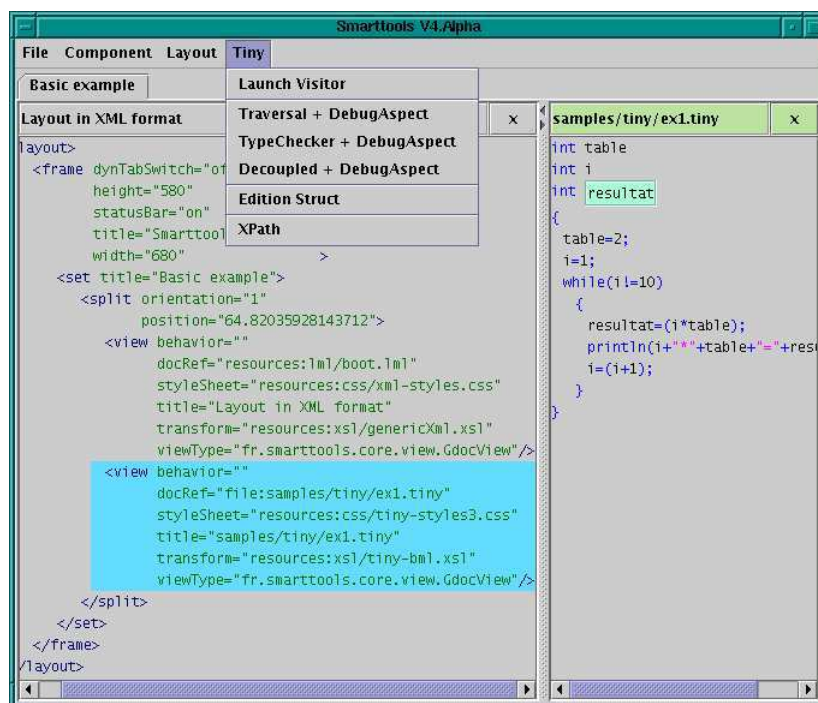 Smarttools V4.Alpha
File Component Layout Tiny
Basic example
Launch Visitor
Traversal + DebugAspect
TypeChecker + DebugAspect
Decoupled + DebugAspect
Edition Struct
XPath
Layout in XML format x
layout>
<frame dynTabSwitch="of
height="580"
statusBar="on"
title="Smarttool
width="680" >
<set title="Basic example">
<split orientation="1"
position="64.82035928143712">
<view behavior=""
docRef="resources:lml/boot.lml"
styleSheet="resources:css/xml-styles.css"
title="Layout in XML format"
transform="resources:xsl/genericXml.xsl"
viewType="fr.smarttools.core.view.GdocView"/>
<view behavior=""
docRef="file:samples/tiny/ex1.tiny"
styleSheet="resources:css/tiny-styles3.css"
title="samples/tiny/ex1.tiny"
transform="resources:xsl/tiny-bml.xsl"
viewType="fr.smarttools.core.view.GdocView"/>
</split>
</set>
</frame>
/layout>
samples/tiny/ex1.tiny x
int table
int i
int resultat
{
table=2;
i=1;
while(i!=10)
{
resultat=(i*table);
println(i+"*"+table+"="+resu
i=(i+1);
}
}